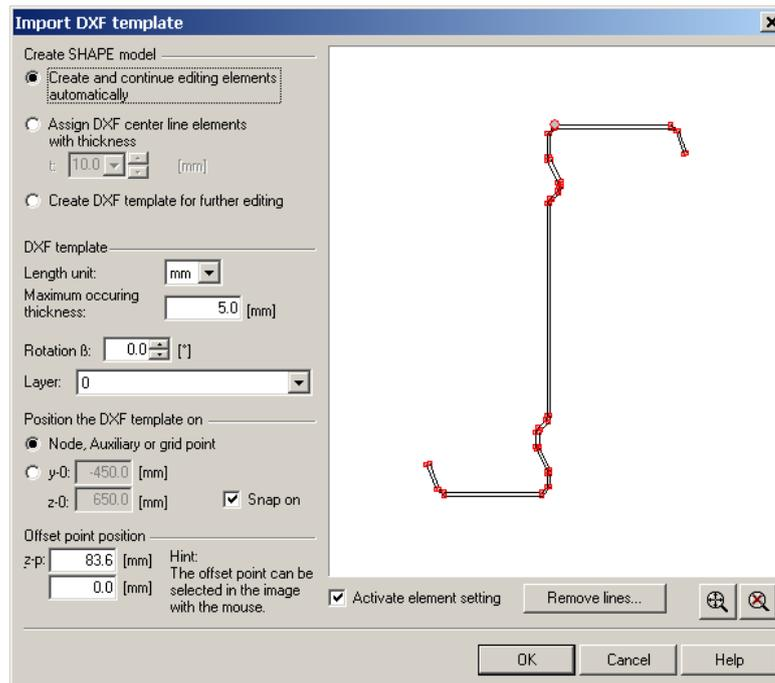 Import DXF template
Create SHAPE model
Create and continue editing elements
automatically
Assign DXF center line elements
with thickness
t: 10.0 [mm]
Create DXF template for further editing
DXF template
Length unit: mm
Maximum occuring
thickness: 5.0 [mm]
Rotation ß: 0.0 [°]
Layer: 0
Position the DXF template on
Node, Auxiliary or grid point
y-0: -450.0 [mm]
z-0: 650.0 [mm] Snap on
Offset point position
z-p: 83.6 [mm] Hint:
0.0 [mm] The offset point can be
selected in the image
with the mouse.
Activate element setting Remove lines...
OK Cancel Help